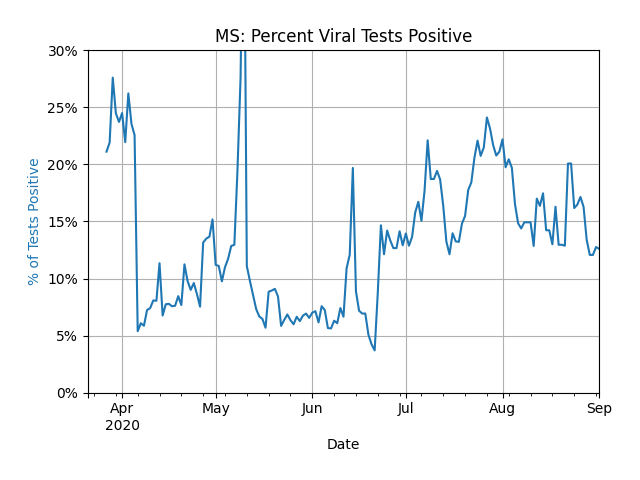 MS: Percent Viral Tests Positive
30%
25%
20%
15%
10%
5%
0%
% of Tests Positive
Apr May Jun Jul Aug Sep
2020
Date